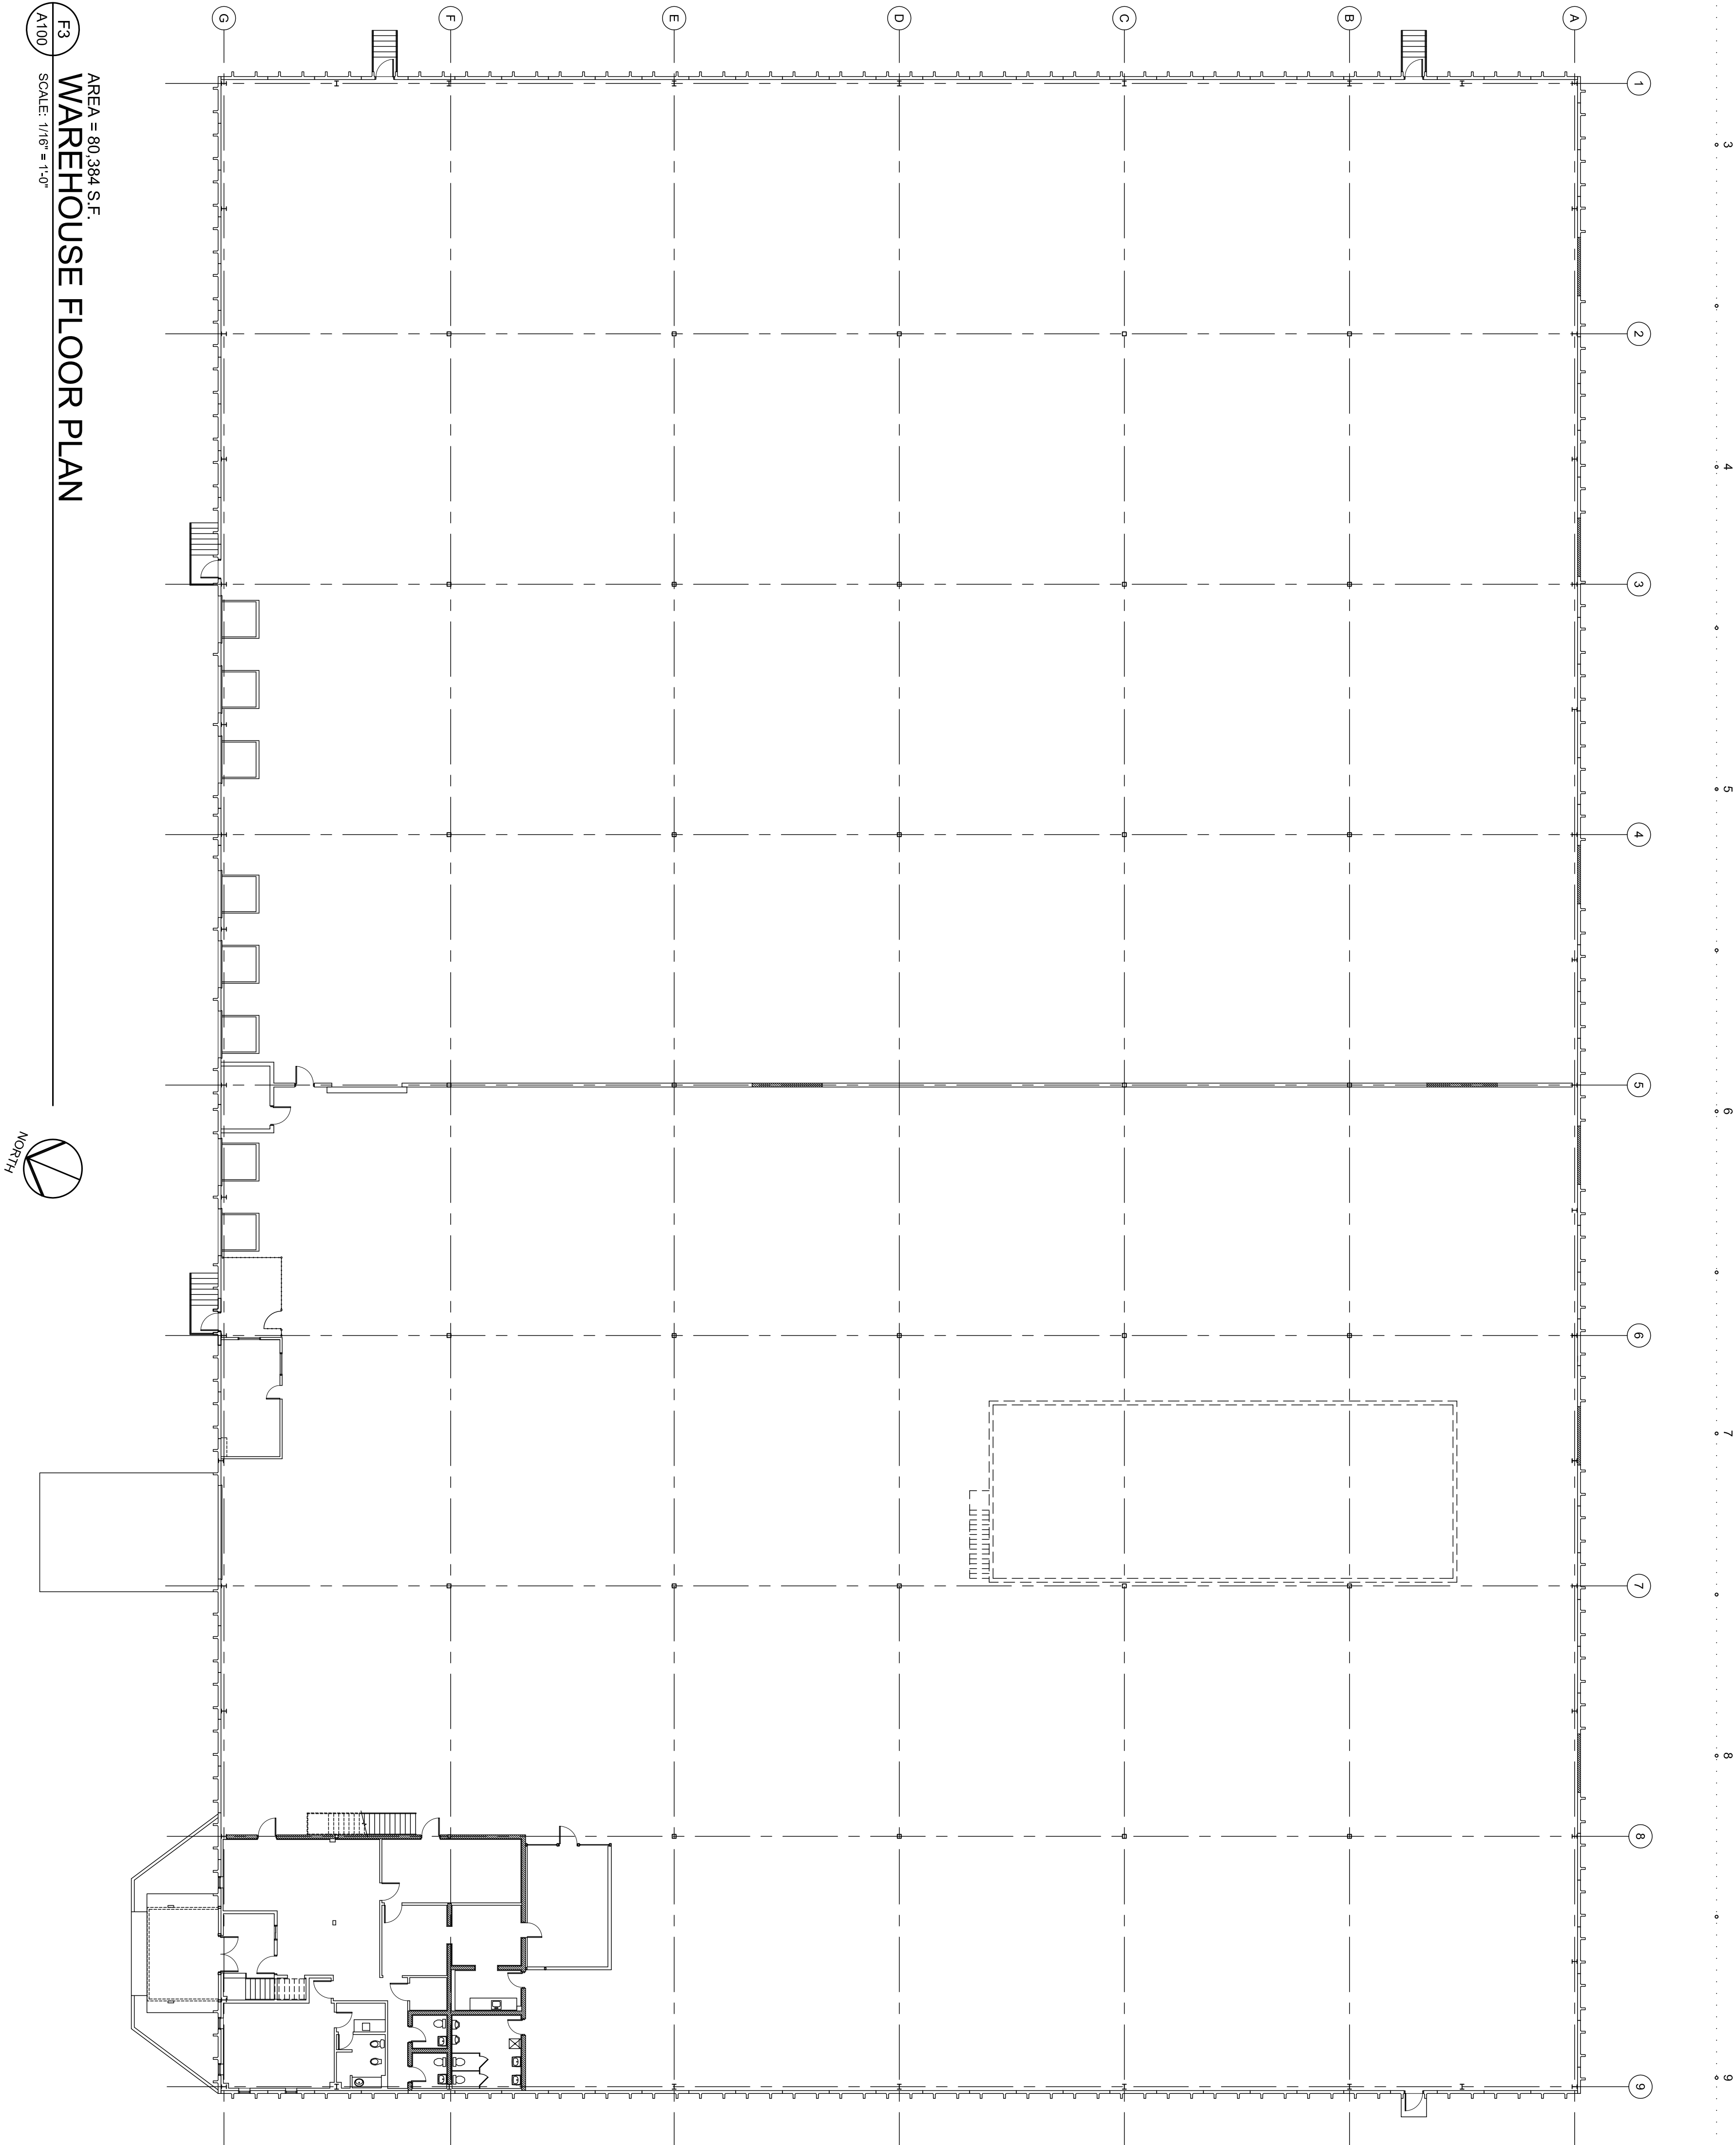 3
4
5
6
7
8
9
1
2
3
4
5
6
7
8
9
A
B
C
D
E
F
G
AREA = 80,384 S.F.
F3
WAREHOUSE FLOOR PLAN
A100
SCALE: 1/16" = 1'-0"
NORTH